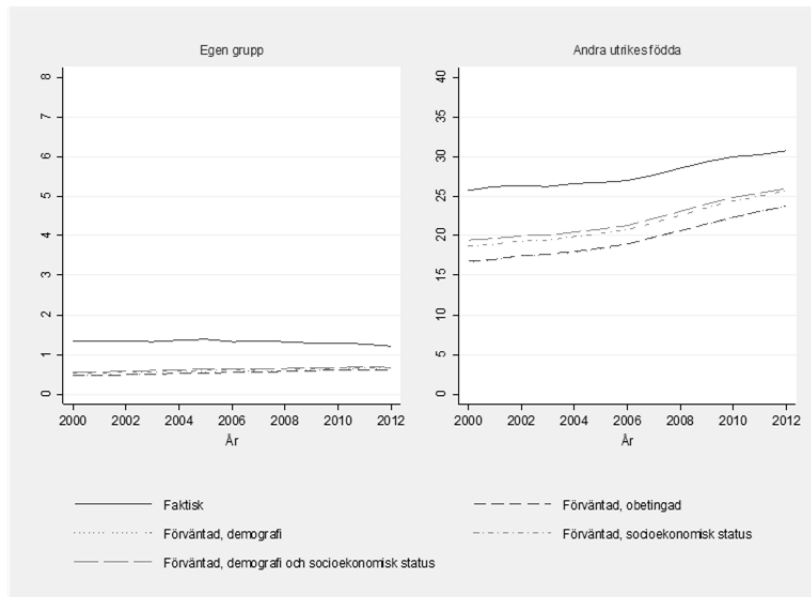 Egen grupp
8
7
6
5
4
3
2
1
0
2000 2002 2004 2006 2008 2010 2012
År
Andra utrikes födda
40
35
30
25
20
15
10
5
0
2000 2002 2004 2006 2008 2010 2012
År
Faktisk
Förväntad, obetingad
Förväntad, demografi
Förväntad, socioekonomisk status
Förväntad, demografi och socioekonomisk status